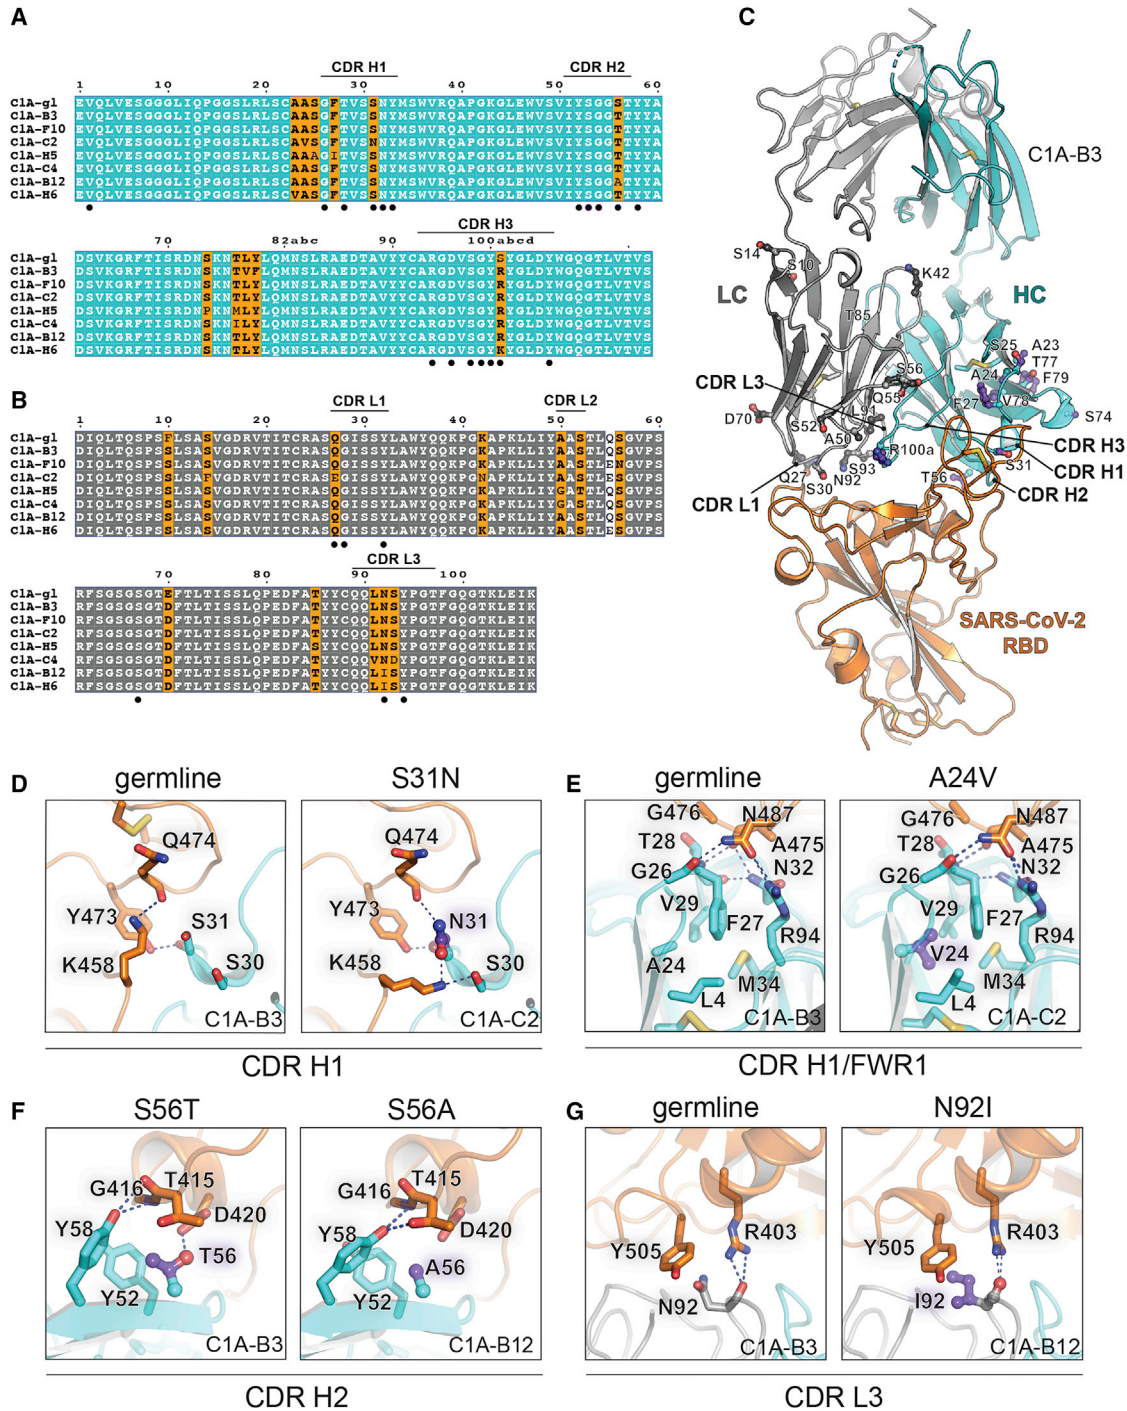 A
CDR H1
CDR H2
1 10 20 30 40 50 60
C1A-gl EVQLVESGGGLIQPGGSLRLSCAASGFTVSSNYMSWVRQAPGKGLEWVSVIYSGGSTYYA
C1A-B3 EVQLVESGGGLIQPGGSLRLSCAASGFTVSSNYMSWVRQAPGKGLEWVSVIYSGGTTYYA
C1A-F10 EVQLVESGGGLIQPGGSLRLSCAASGFTVSSNYMSWVRQAPGKGLEWVSVIYSGGTTYYA
C1A-C2 EVQLVESGGGLIQPGGSLRLSCAVSGFTVSNNYMSWVRQAPGKGLEWVSVIYSGGTTYYA
C1A-H5 EVQLVESGGGLIQPGGSLRLSCAAAGITVSSNYMSWVRQAPGKGLEWVSVIYSGGTTYYA
C1A-C4 EVQLVESGGGLIQPGGSLRLSCAASGFTVSSNYMSWVRQAPGKGLEWVSVIYSGGTTYYA
C1A-B12 EVQLVESGGGLIQPGGSLRLSCAASGFTVSSNYMSWVRQAPGKGLEWVSVIYSGGATYYA
C1A-H6 EVQLVESGGGLIQPGGSLRLSCVASGFTVSSNYMSWVRQAPGKGLEWVSVIYSGGTTYYA
CDR H3
70 82abc 90 100abcd
C1A-gl DSVKGRFTISRDNSKNTLYLQMNSLRAEDTAVYYCARGDVSGYSYGLDYWGQGTLVTVS
C1A-B3 DSVKGRFTISRDNSKNTVFLQMNSLRAEDTAVYYCARGDVSGYRYGLDYWGQGTLVTVS
C1A-F10 DSVKGRFTISRDNSKNTLYLQMNSLRAEDTAVYYCARGDVSGYRYGLDYWGQGTLVTVS
C1A-C2 DSVKGRFTISRDNSKNTLYLQMNSLRAEDTAVYYCARGDVSGYRYGLDYWGQGTLVTVS
C1A-H5 DSVKGRFTISRDNPKNMLYLQMNSLRAEDTAVYYCARGDVSGYRYGLDYWGQGTLVTVS
C1A-C4 DSVKGRFTISRDNSKNILYLQMNSLRAEDTAVYYCARGDVSGYRYGLDYWGQGTLVTVS
C1A-B12 DSVKGRFTISRDNSKNTLYLQMNSLRAEDTAVYYCARGDVSGYRYGLDYWGQGTLVTVS
C1A-H6 DSVKGRFTISRDNSKNTLYLQMNSLRAEDTAVYYCARGDVSGYKYGLDYWGQGTLVTVS
B
CDR L1
CDR L2
1 10 20 30 40 50 60
C1A-gl DIQLTQSPSFLSASVGDRVTITCRASQGISSYLAWYQQKPGKAPKLLIYAASTLQSGVPS
C1A-B3 DIQLTQSPSSLSASVGDRVTITCRASQGISSYLAWYQQKPGKAPKLLIYAASTLQSGVPS
C1A-F10 DIQLTQSPSSLSASVGDRVTITCRASQGISSYLAWYQQKPGKAPKLLIYAASTLENGVPS
C1A-C2 DIQLTQSPSSLSAFVGDRVTITCRASEGISSYLAWYQQKPGNAPKLLIYAASTLESGVPS
C1A-H5 DIQLTQSPSSLSASVGDRVTITCRASQGISSYLAWYQQKPGKAPKLLIYGATTLQSGVPS
C1A-C4 DIQLTQSPSSLSASVGDRVTITCRASQGISSYLAWYQQKPGKAPKLLIYGASTLQSGVPS
C1A-B12 DIQLTQSPSSLSASVGDRVTITCRASQGISSYLAWYQQKPGKAPKLLIYAASTLQSGVPS
C1A-H6 DIQLTQSPSSLSASVGDRVTITCRASQGISSYLAWYQQKPGKAPKLLIYAASTLQSGVPS
CDR L3
70 80 90 100
C1A-gl RFSGSGSGTEFTLTISSLQPEDFATYYCQQLNSYPGTFGQGTKLEIK
C1A-B3 RFSGSGSGTDFTLTISSLQPEDFATYYCQQLNSYPGTFGQGTKLEIK
C1A-F10
C1A-C2
C1A-H5
C1A-C4
C1A-B12
C1A-H6
C
C1A-B3
S14
S10
K42
LC
HC
T85
S25
A23
T77
A24
F79
S56
CDR L3
Q55
F27
V78
S74
D70
S52
L91
A50
R100a
CDR H3
S31
CDR H1
Q27
S93
T56
S30
N92
CDR L1
CDR H2
SARS-CoV-2
RBD
D
germline
S31N
Q474
Y473
S31
K458
S30
C1A-B3
Q474
Y473
N31
K458
S30
C1A-C2
CDR H1
E
germline
A24V
G476
N487
T28
A475
G26
N32
V29
F27
R94
A24
M34
L4
C1A-B3
G476
N487
T28
A475
G26
N32
V29
F27
R94
V24
M34
L4
C1A-C2
CDR H1/FWR1
F
S56T
S56A
G416
T415
Y58
D420
T56
Y52
C1A-B3
G416
T415
Y58
D420
A56
Y52
C1A-B12
CDR H2
G
germline
N92I
Y505
R403
N92
C1A-B3
Y505
R403
I92
C1A-B12
CDR L3